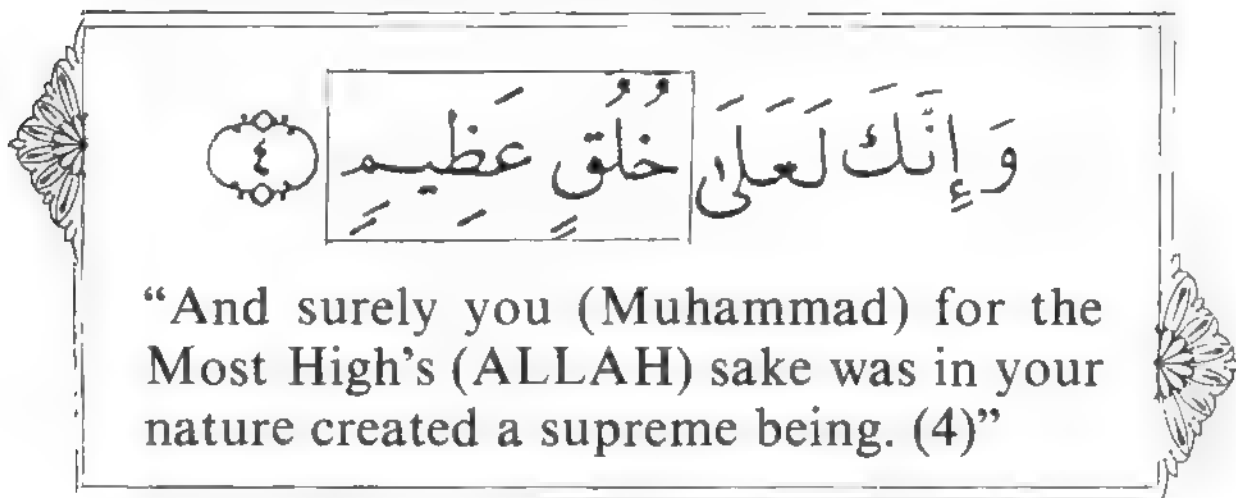 وَإِنَّكَ لَعَلَىٰ خُلُقٍ عَظِيمٍ ٤
“And surely you (Muhammad) for the
Most High’s (ALLAH) sake was in your
nature created a supreme being. (4)”